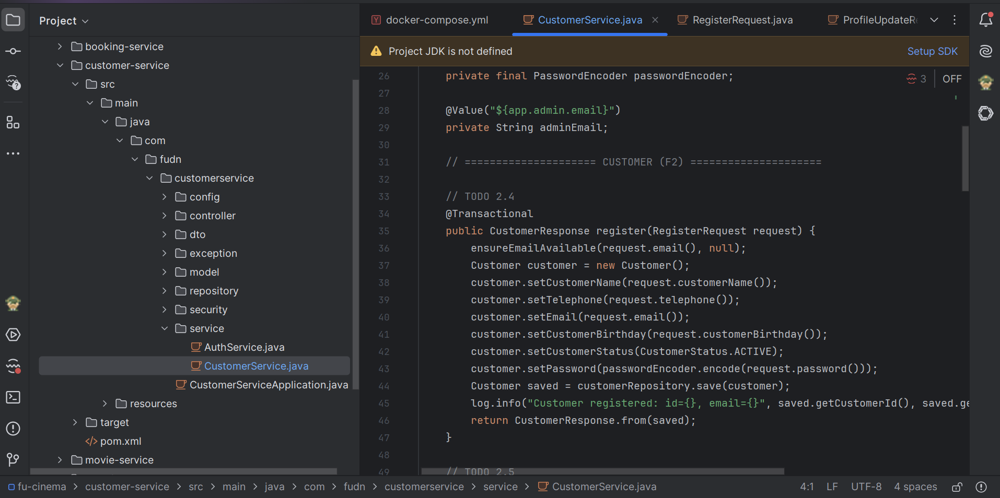 Project
docker-compose.yml
CustomerService.java
RegisterRequest.java
ProfileUpdateRe
Project JDK is not defined
Setup SDK
booking-service
customer-service
src
main
java
com
fudn
customerservice
config
controller
dto
exception
model
repository
security
service
AuthService.java
CustomerService.java
CustomerServiceApplication.java
resources
target
pom.xml
movie-service
3 OFF
26 private final PasswordEncoder passwordEncoder;
27
28 @Value("${app.admin.email}")
29 private String adminEmail;
30
31 // ===================== CUSTOMER (F2) =====================
32
33 // TODO 2.4
34 @Transactional
35 public CustomerResponse register(RegisterRequest request) {
36 ensureEmailAvailable(request.email(), null);
37 Customer customer = new Customer();
38 customer.setCustomerName(request.customerName());
39 customer.setTelephone(request.telephone());
40 customer.setEmail(request.email());
41 customer.setCustomerBirthday(request.customerBirthday());
42 customer.setCustomerStatus(CustomerStatus.ACTIVE);
43 customer.setPassword(passwordEncoder.encode(request.password()));
44 Customer saved = customerRepository.save(customer);
45 log.info("Customer registered: id={}, email={}", saved.getCustomerId(), saved.ge
46 return CustomerResponse.from(saved);
47 }
48
49 // TODO 2.5
fu-cinema > customer-service > src > main > java > com > fudn > customerservice > service > CustomerService.java
4:1 LF UTF-8 4 spaces